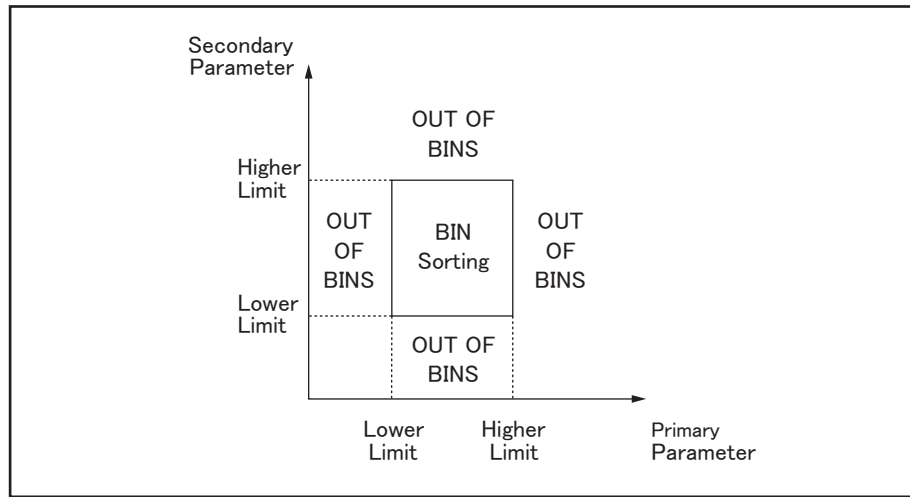 Secondary
Parameter
OUT OF
BINS
Higher
Limit
OUT
OF
BINS
BIN
Sorting
OUT
OF
BINS
Lower
Limit
OUT OF
BINS
Lower
Limit
Higher
Limit
Primary
Parameter